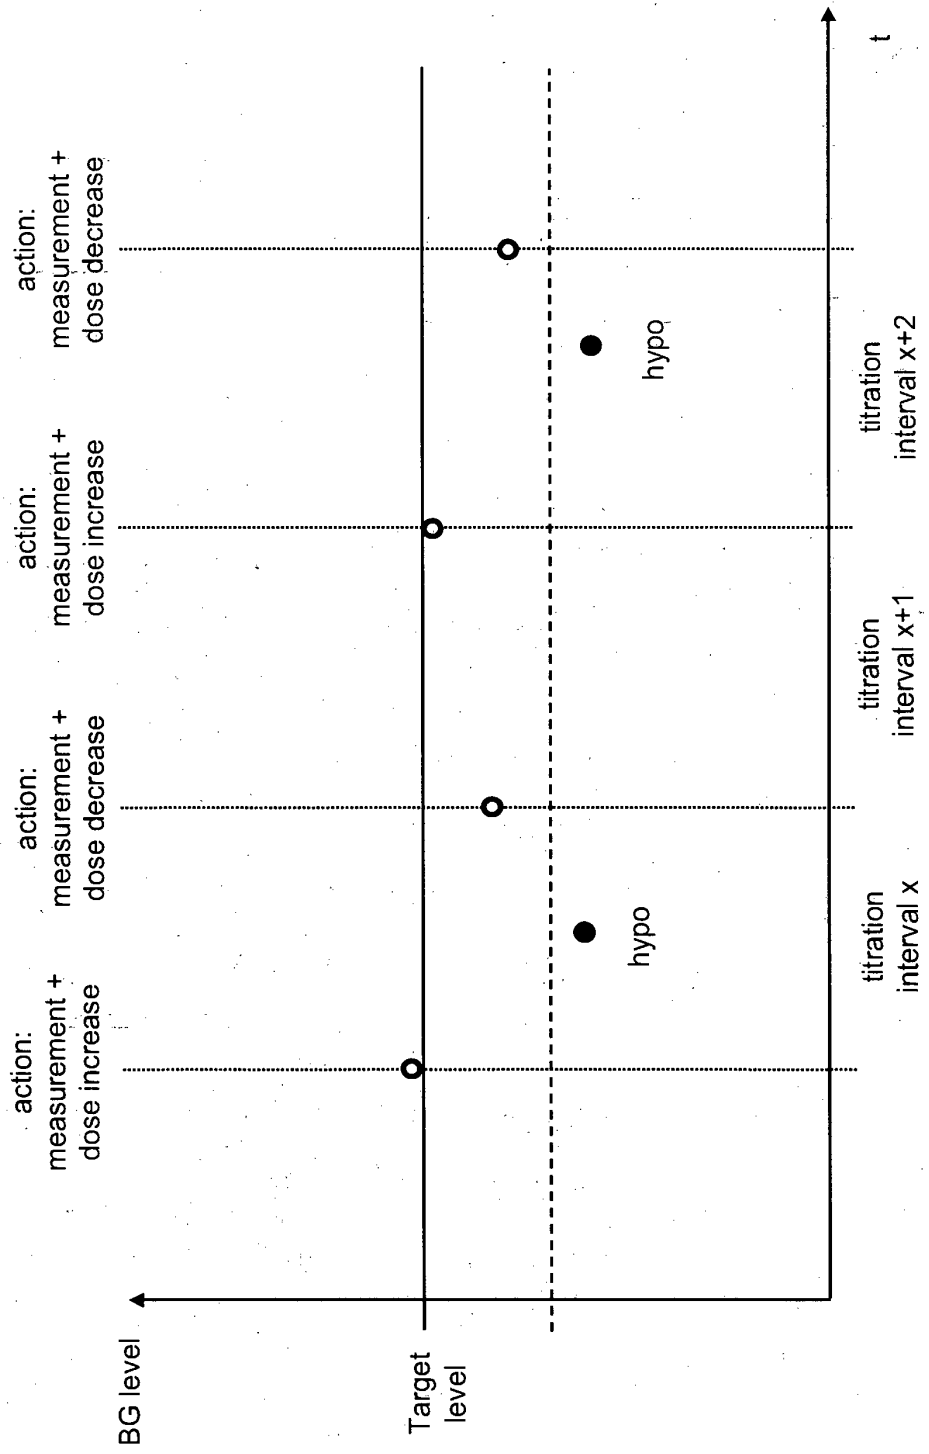 BG level
action:
measurement +
dose increase
action:
measurement +
dose decrease
action:
measurement +
dose increase
action:
measurement +
dose decrease
Target
level
hypo
hypo
titration
interval x
titration
interval x+1
titration
interval x+2
t